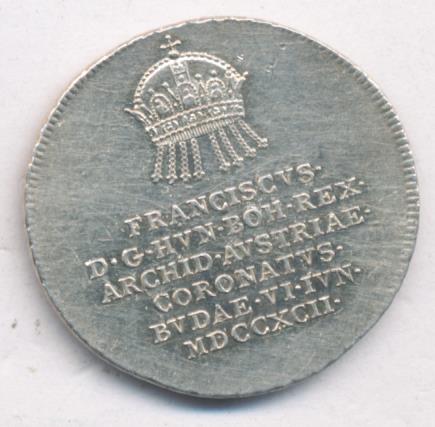 FRANCISCVS·
D·G·HVN·BOH·REX·
ARCHID·AVSTRIAE·
CORONATVS·
BVDAE·VI·IVN·
MDCCXCII·